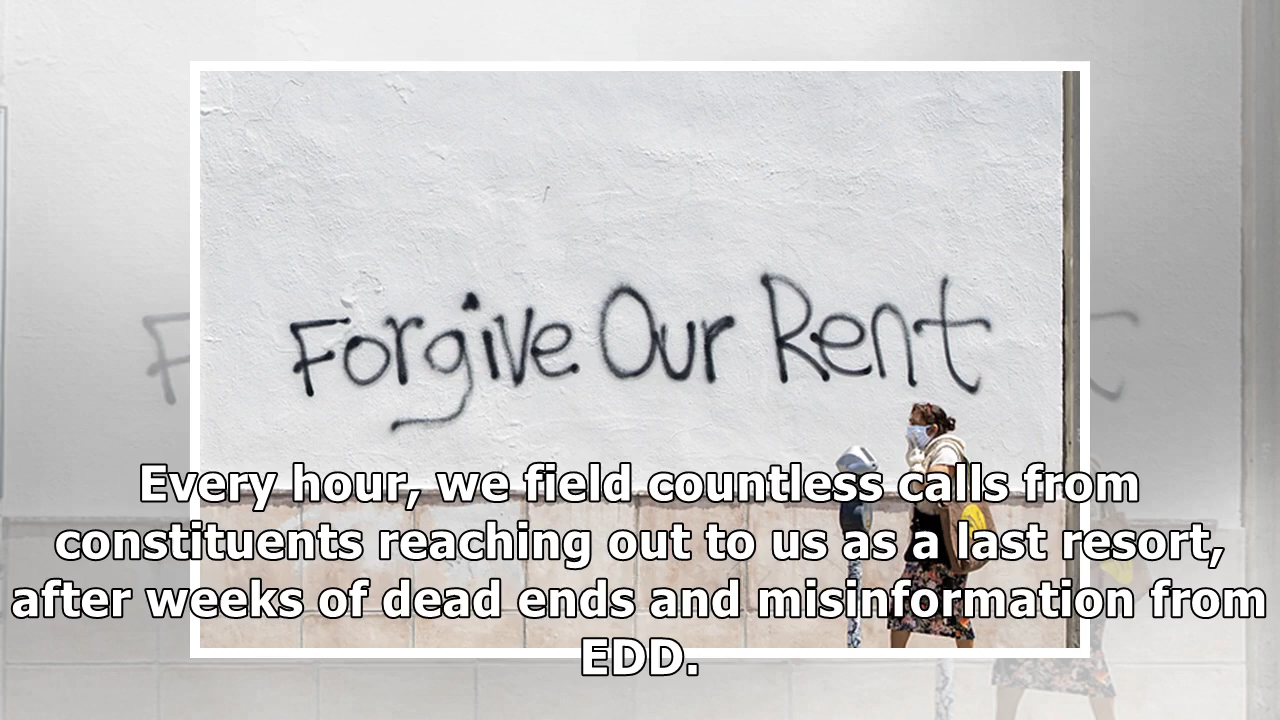 Forgive Our Rent
Every hour, we field countless calls from
constituents reaching out to us as a last resort,
after weeks of dead ends and misinformation from
EDD.